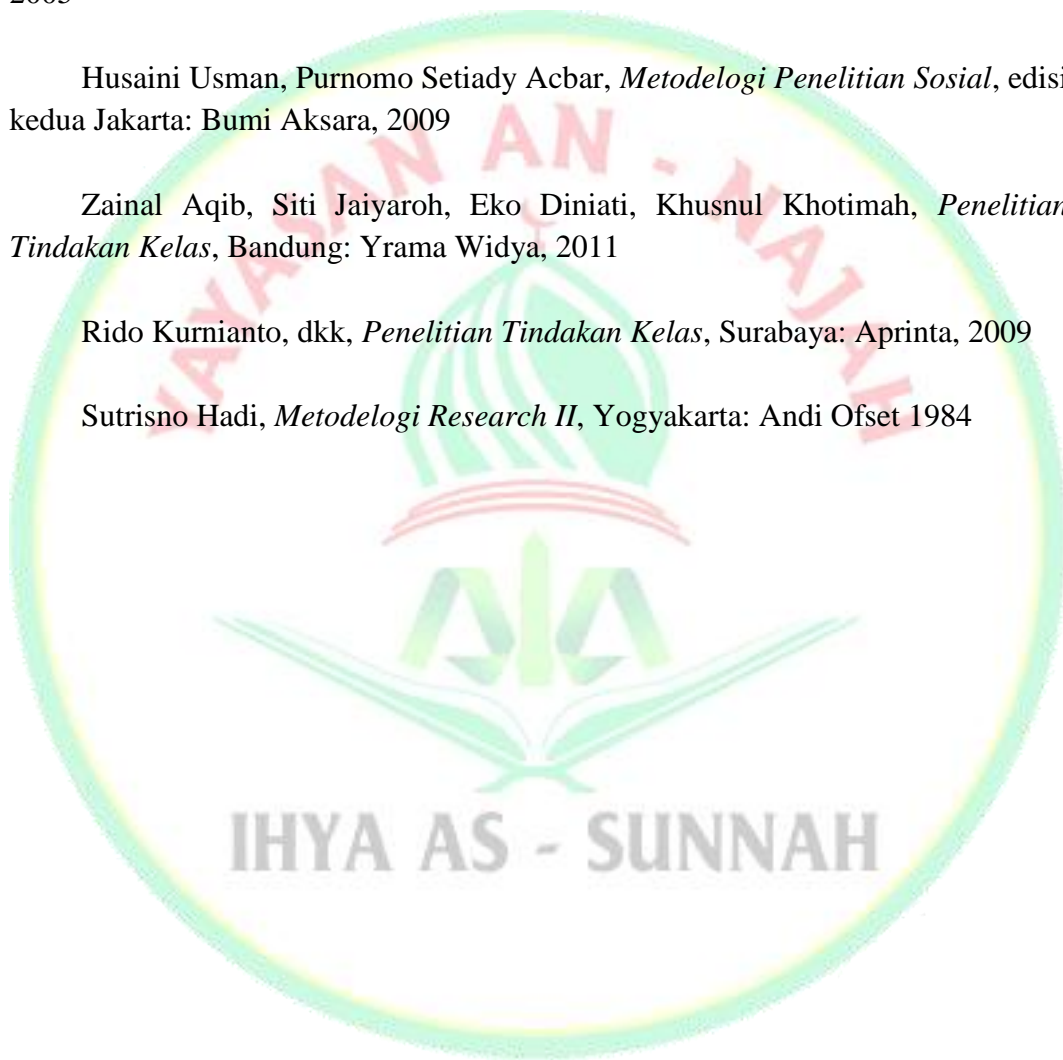 2005
Husaini Usman, Purnomo Setiady Acbar, Metodelogi Penelitian Sosial, edisi
kedua Jakarta: Bumi Aksara, 2009
Zainal Aqib, Siti Jaiyaroh, Eko Diniati, Khusnul Khotimah, Penelitian
Tindakan Kelas, Bandung: Yrama Widya, 2011
Rido Kurnianto, dkk, Penelitian Tindakan Kelas, Surabaya: Aprinta, 2009
Sutrisno Hadi, Metodelogi Research II, Yogyakarta: Andi Ofset 1984
YAYASAN AN - NAJAH
IHYA AS - SUNNAH